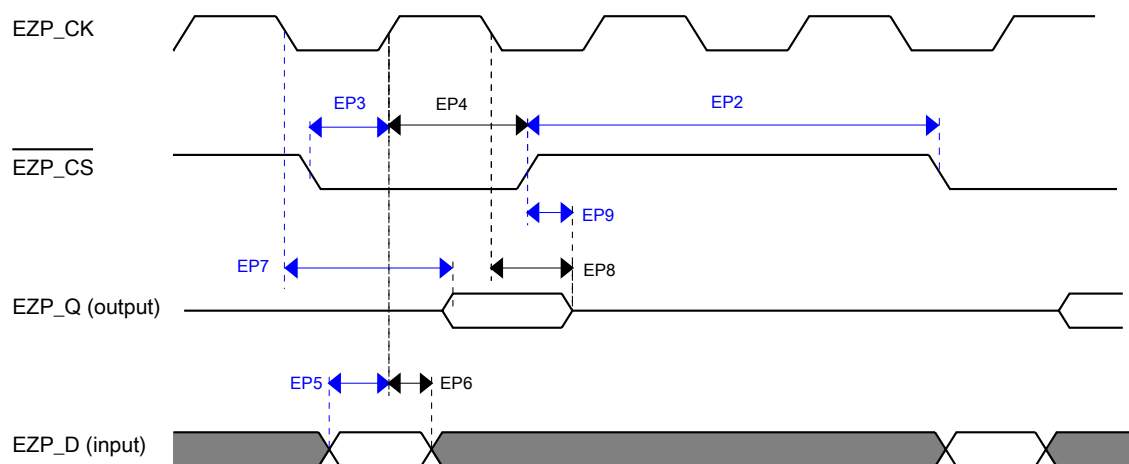 EZP_CK
EP3
EP4
EP2
EZP_CS
EP9
EP7
EP8
EZP_Q (output)
EP5
EP6
EZP_D (input)